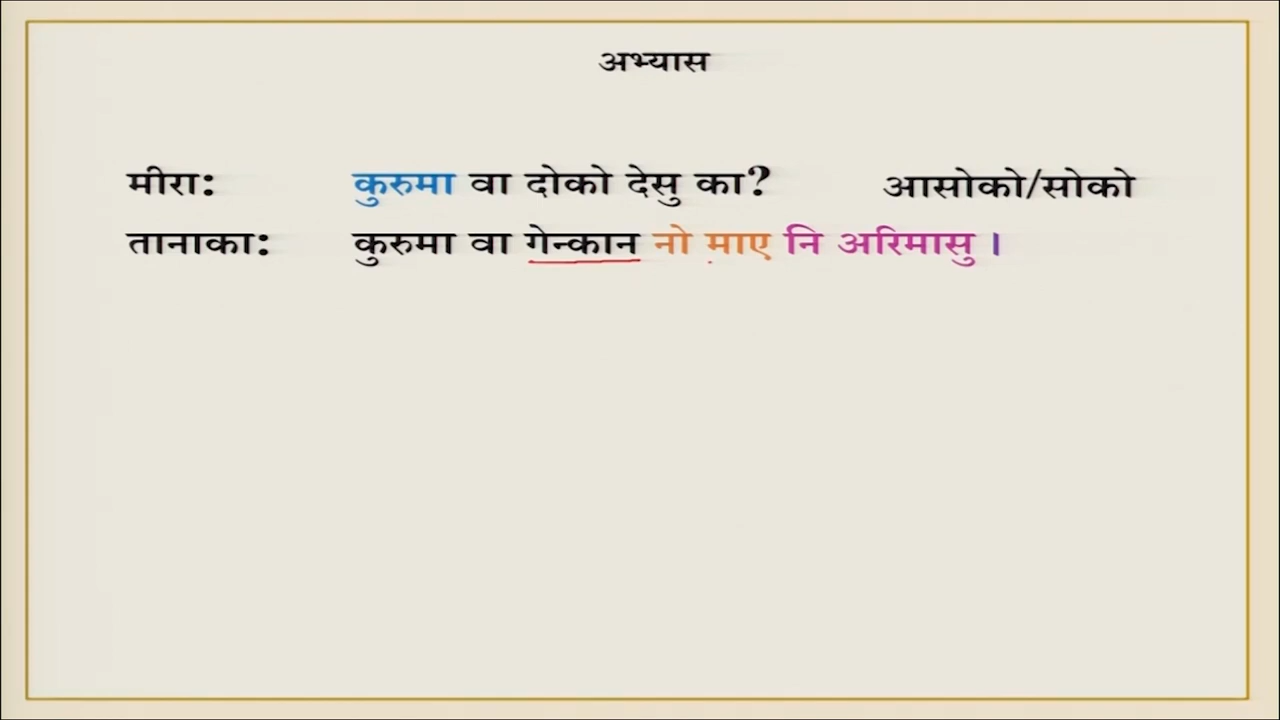 अभ्यास
मीरा: कुरुमा वा दोको देसु का? आसोको/सोको
तानाका: कुरुमा वा गेन्कान नो माए नि अरिमासु ।